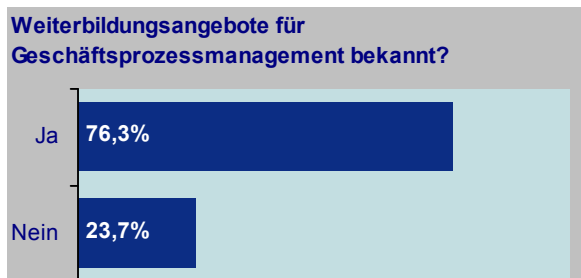 Weiterbildungsangebote für
Geschäftsprozessmanagement bekannt?
Ja 76,3%
Nein 23,7%